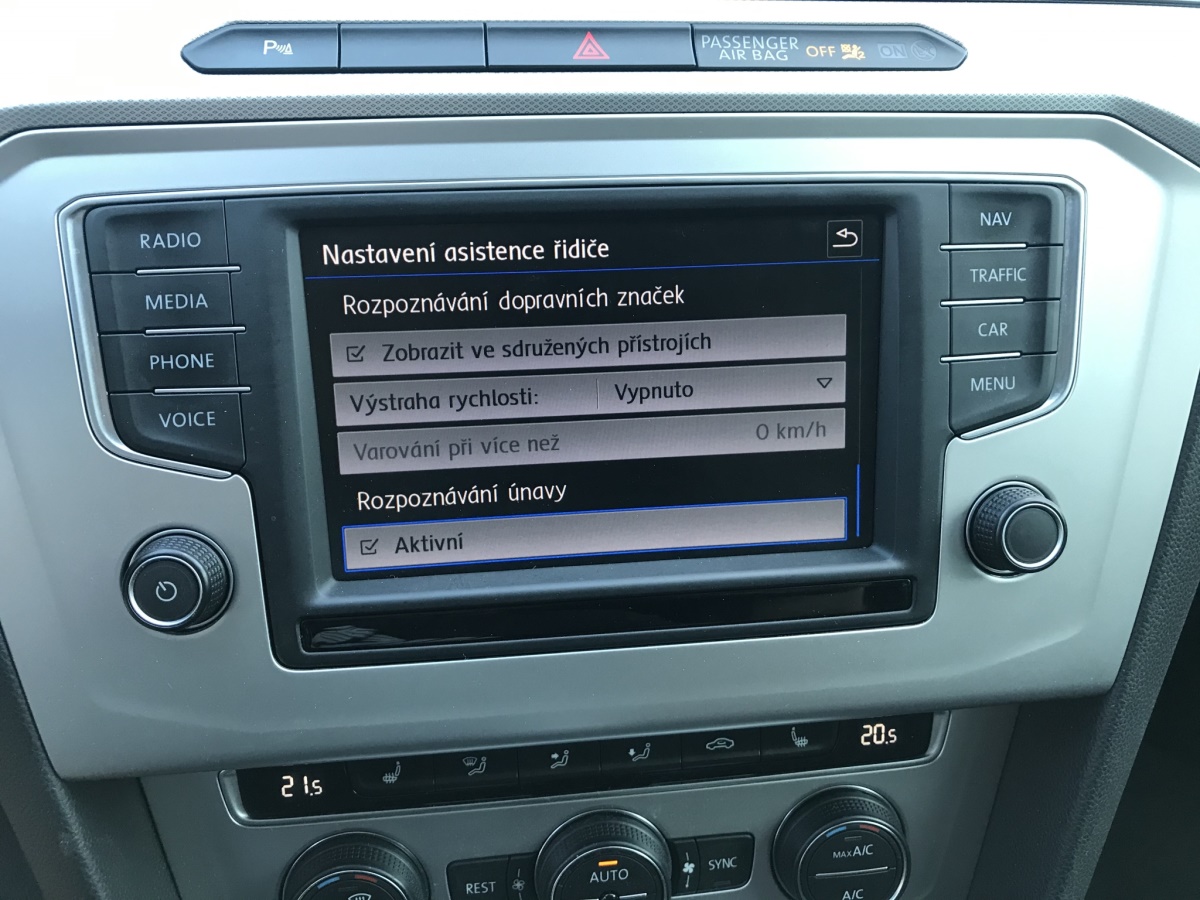 P
PASSENGER
AIR BAG OFF 2 ON
RADIO
MEDIA
PHONE
VOICE
Nastavení asistence řidiče
Rozpoznávání dopravních značek
Zobrazit ve sdružených přístrojích
Výstraha rychlosti: Vypnuto
Varování při více než 0 km/h
Rozpoznávání únavy
Aktivní
NAV
TRAFFIC
CAR
MENU
21.5
20.5
REST
AUTO
SYNC
MAX A/C
A/C